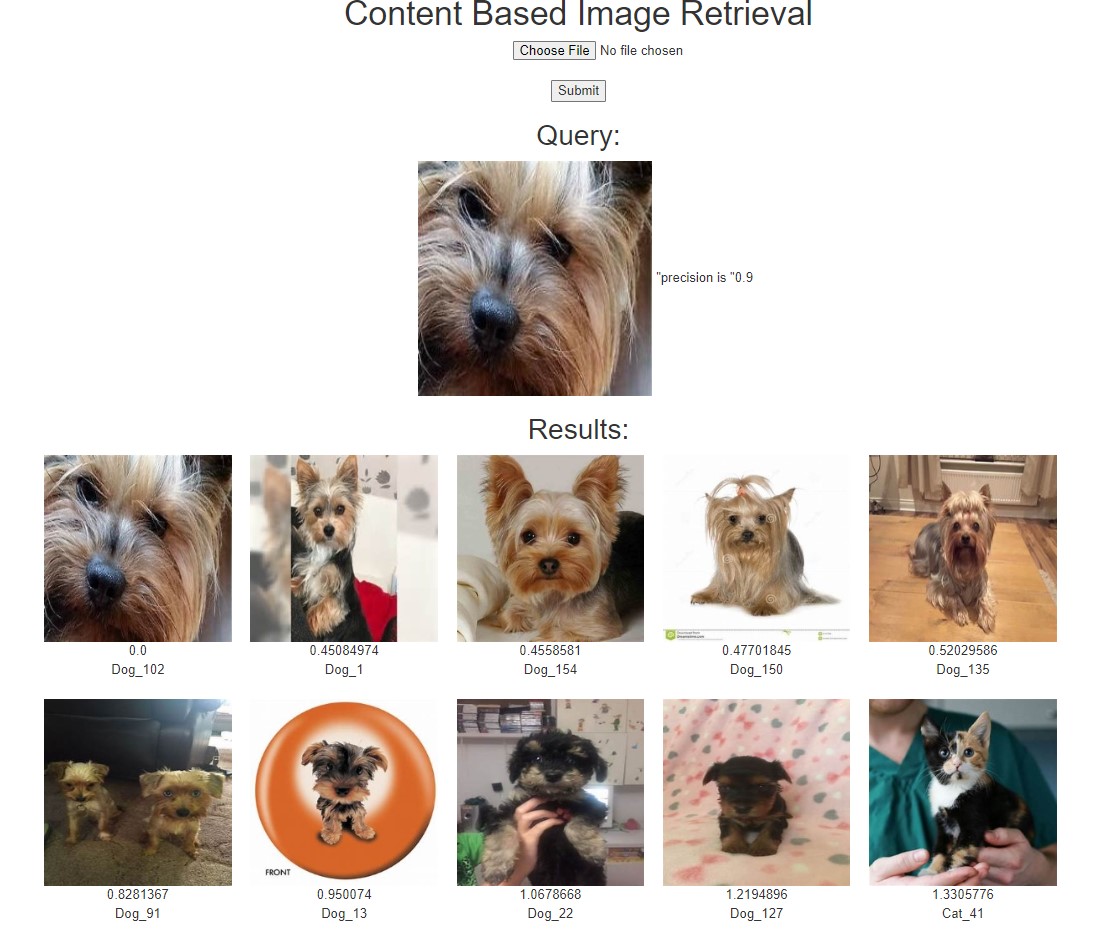 Content Based Image Retrieval
Choose File No file chosen
Submit
Query:
"precision is "0.9
Results:
0.0
Dog_102
0.45084974
Dog_1
0.4558581
Dog_154
0.47701845
Dog_150
0.52029586
Dog_135
0.8281367
Dog_91
FRONT
0.950074
Dog_13
1.0678668
Dog_22
1.2194896
Dog_127
1.3305776
Cat_41